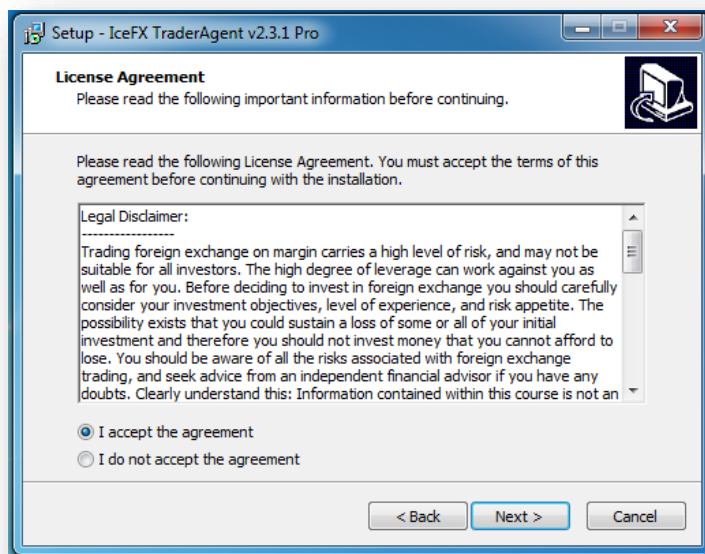 Setup - IceFX TraderAgent v2.3.1 Pro
License Agreement
Please read the following important information before continuing.
Please read the following License Agreement. You must accept the terms of this
agreement before continuing with the installation.
Legal Disclaimer:
-----------------
Trading foreign exchange on margin carries a high level of risk, and may not be
suitable for all investors. The high degree of leverage can work against you as
well as for you. Before deciding to invest in foreign exchange you should carefully
consider your investment objectives, level of experience, and risk appetite. The
possibility exists that you could sustain a loss of some or all of your initial
investment and therefore you should not invest money that you cannot afford to
lose. You should be aware of all the risks associated with foreign exchange
trading, and seek advice from an independent financial advisor if you have any
doubts. Clearly understand this: Information contained within this course is not an
I accept the agreement
I do not accept the agreement
< Back
Next >
Cancel